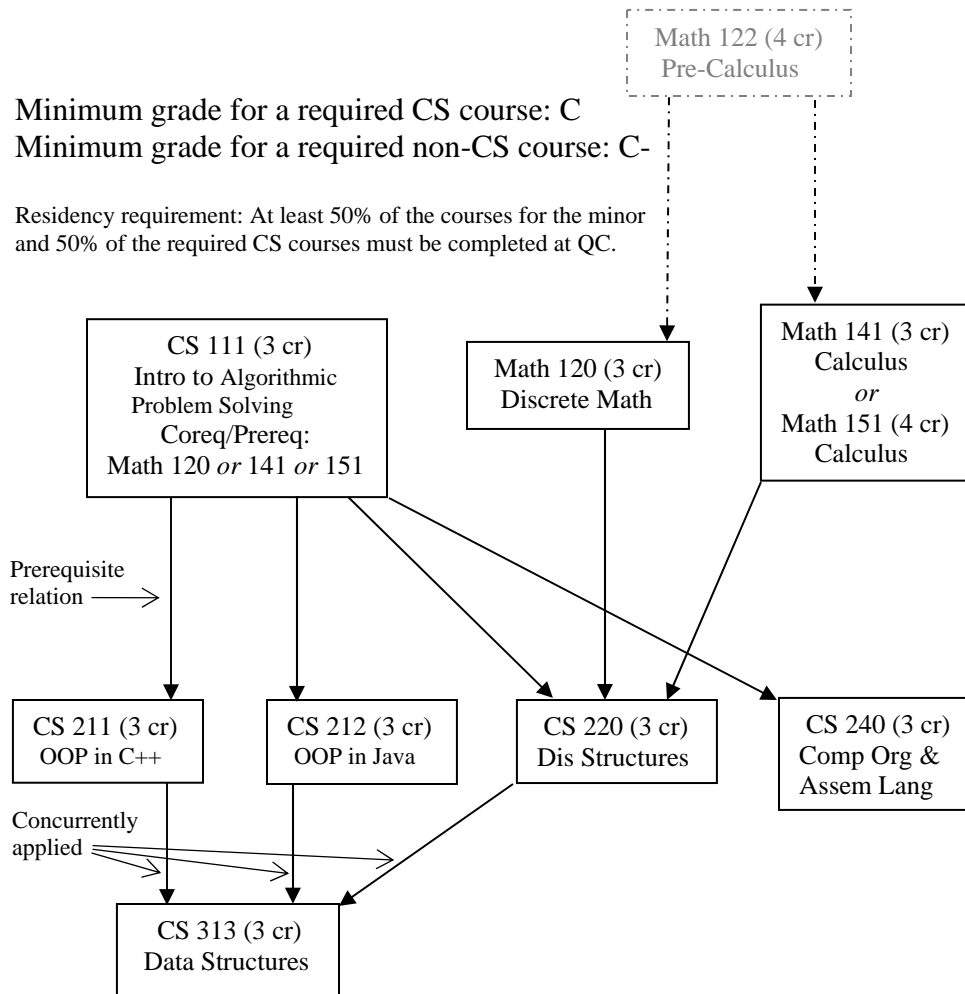 Math 122 (4 cr)
Pre-Calculus
Minimum grade for a required CS course: C
Minimum grade for a required non-CS course: C-
Residency requirement: At least 50% of the courses for the minor
and 50% of the required CS courses must be completed at QC.
CS 111 (3 cr)
Intro to Algorithmic
Problem Solving
Coreq/Prereq:
Math 120 or 141 or 151
Math 120 (3 cr)
Discrete Math
Math 141 (3 cr)
Calculus
or
Math 151 (4 cr)
Calculus
Prerequisite
relation
CS 211 (3 cr)
OOP in C++
CS 212 (3 cr)
OOP in Java
CS 220 (3 cr)
Dis Structures
CS 240 (3 cr)
Comp Org &
Assem Lang
Concurrently
applied
CS 313 (3 cr)
Data Structures